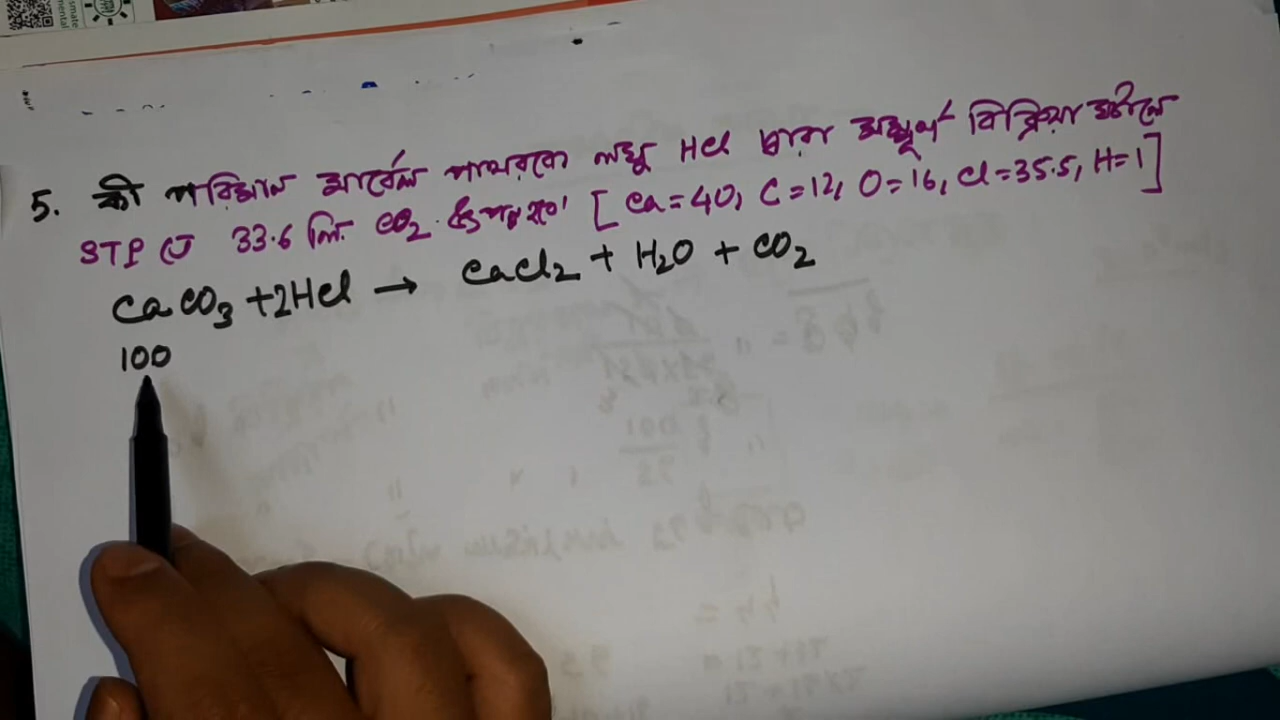 5. কী পরিমান মার্বেল পাথরকে লঘু HCl দ্বারা সম্পূর্ণ বিক্রিয়া ঘটালে
STP তে 33.6 লি. CO₂ উৎপন্ন হবে। [Ca=40, C=12, O=16, Cl=35.5, H=1]
CaCO₃ +2HCl → CaCl₂ + H₂O + CO₂
100